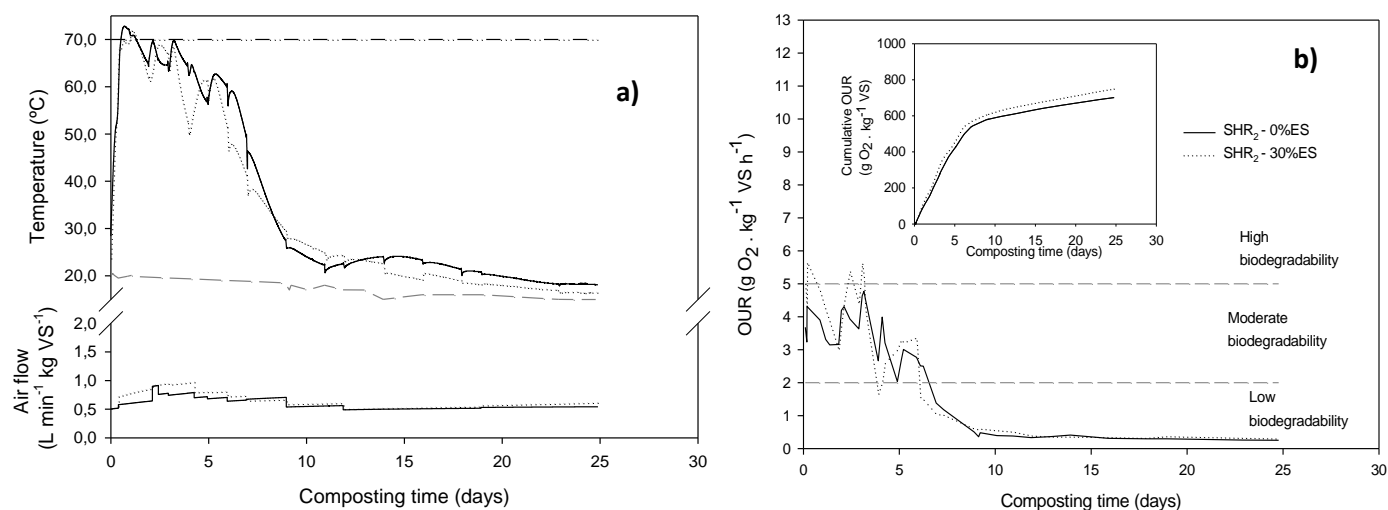 a)
Temperature (ºC)
70,0
60,0
50,0
40,0
30,0
20,0
Air flow
(L min⁻¹ kg VS⁻¹)
2,0
1,5
1,0
0,5
0,0
0 5 10 15 20 25 30
Composting time (days)
b)
OUR (g O₂ . kg⁻¹ VS h⁻¹)
13
12
11
10
9
8
7
6
5
4
3
2
1
0
0 5 10 15 20 25 30
Composting time (days)
Cumulative OUR
(g O₂ . kg⁻¹ VS)
1000
800
600
400
200
0
0 5 10 15 20 25 30
Composting time (days)
SHR₂ - 0%ES
SHR₂ - 30%ES
High
biodegradability
Moderate
biodegradability
Low
biodegradability